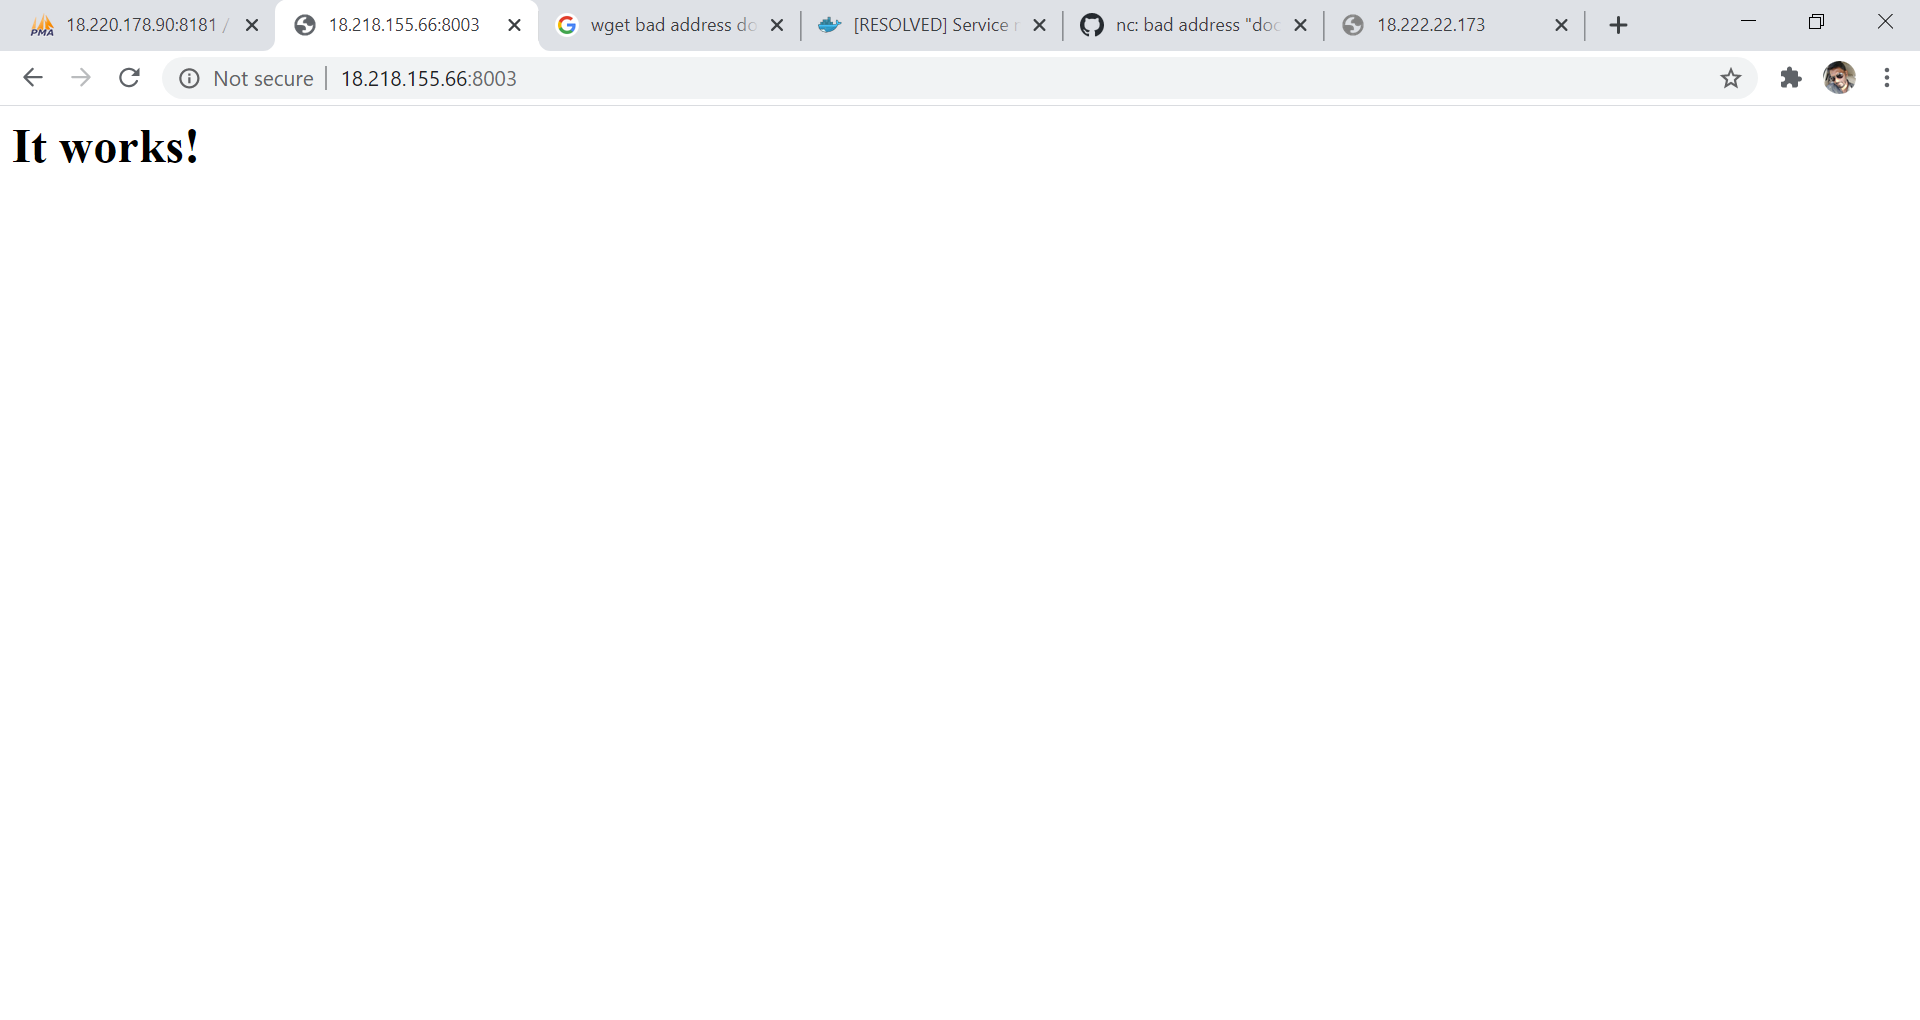 PMA 18.220.178.90:8181 /
18.218.155.66:8003
wget bad address do
[RESOLVED] Service
nc: bad address "doc
18.222.22.173
Not secure 18.218.155.66:8003
It works!